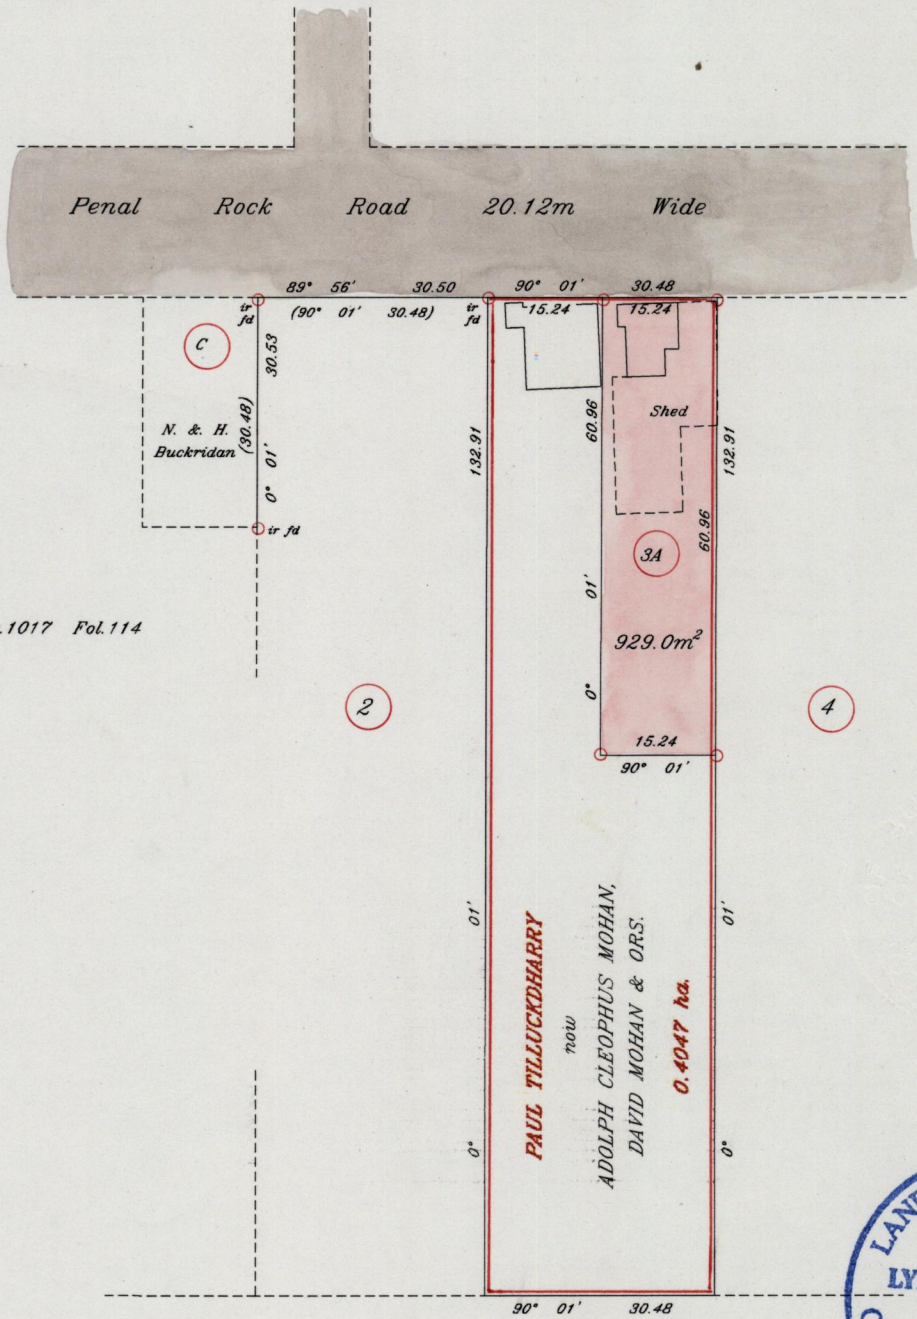 Penal Rock Road 20.12m Wide
89° 56' 30.50 90° 01' 30.48
ir fd (90° 01' 30.48) ir fd 15.24 15.24
C
30.53
(30.48)
0° 01'
N. & H.
Buckridan
ir fd
132.91
60.96
Shed
132.91
60.96
3A
01'
0°
929.0m²
.1017 Fol.114
2
4
15.24
90° 01'
01'
0°
PAUL TILLUCKDHARRY
now
ADOLPH CLEOPHUS MOHAN,
DAVID MOHAN & ORS.
0.4047 ha.
01'
0°
90° 01' 30.48
LAN
LY